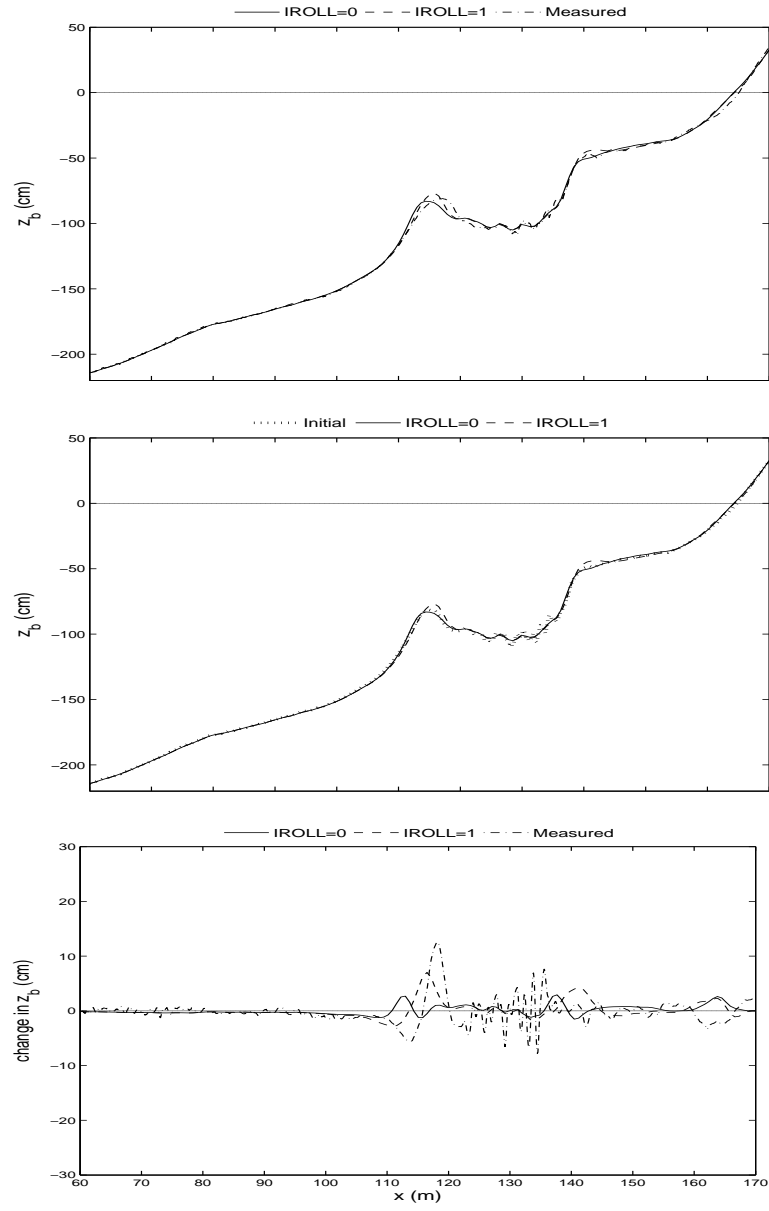 IROLL=0 IROLL=1 Measured
50
0
−50
−100
−150
−200
z_b (cm)
Initial IROLL=0 IROLL=1
50
0
−50
−100
−150
−200
z_b (cm)
IROLL=0 IROLL=1 Measured
30
20
10
0
−10
−20
−30
change in z_b (cm)
60 70 80 90 100 110 120 130 140 150 160 170
x (m)